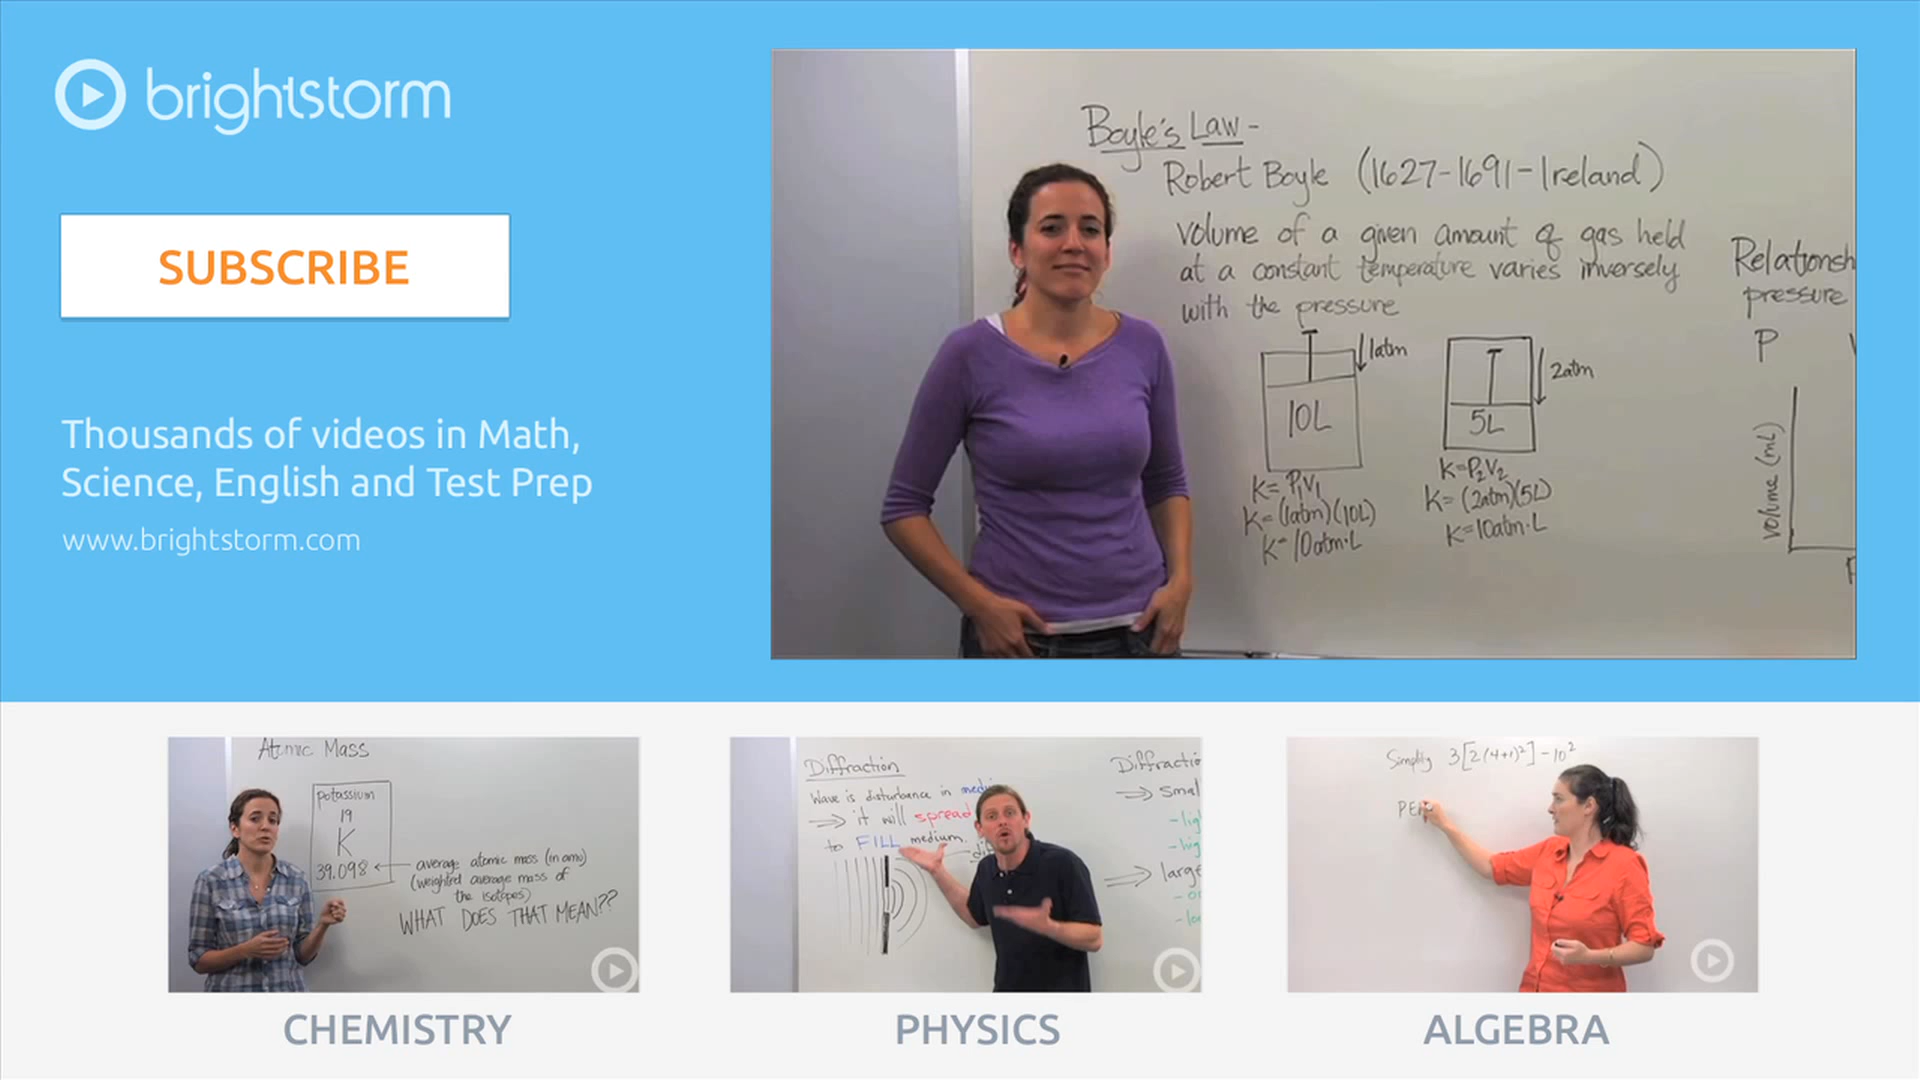 brightstorm
SUBSCRIBE
Thousands of videos in Math,
Science, English and Test Prep
www.brightstorm.com
Boyle's Law -
Robert Boyle (1627-1691-Ireland)
volume of a given amount of gas held
at a constant temperature varies inversely
with the pressure
1atm
10L
K= P₁V₁
K=(1atm)(10L)
K=10atm·L
2atm
5L
K=P₂V₂
K=(2atm)(5L)
K=10atm·L
Relationsh
pressure
P
volume (mL)
Atomic Mass
Potassium
19
K
39.098
average atomic mass (in amu)
(weighted average mass of
the isotopes)
WHAT DOES THAT MEAN??
CHEMISTRY
Diffraction
Wave is disturbance in medi
it will spread
to FILL medium.
Diffractio
smal
- lig
- hig
large
PHYSICS
Simplify 3[2(4+1)²]-10²
PE
ALGEBRA